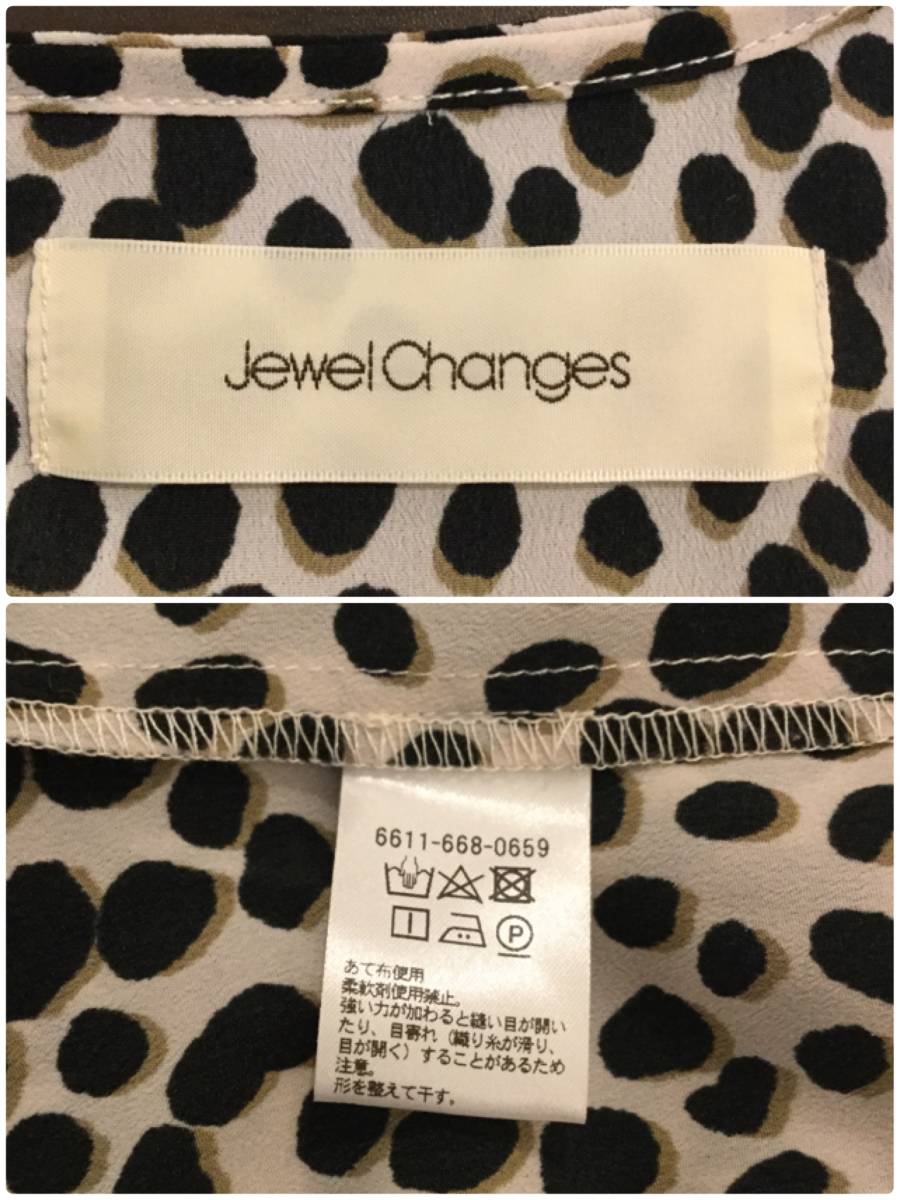 Jewel Changes
6611-668-0659
P
あて布使用
柔軟剤使用禁止。
強い力が加わると縫い目が開い
たり、目寄れ（織り糸が滑り、
目が開く）することがあるため
注意。
形を整えて干す。